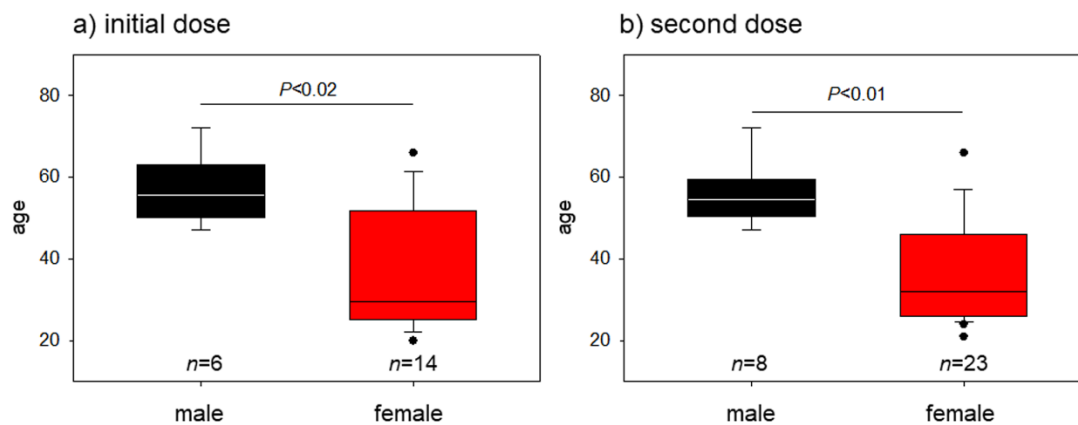 a) initial dose
P<0.02
80
60
40
20
age
n=6
n=14
male
female
b) second dose
P<0.01
80
60
40
20
age
n=8
n=23
male
female